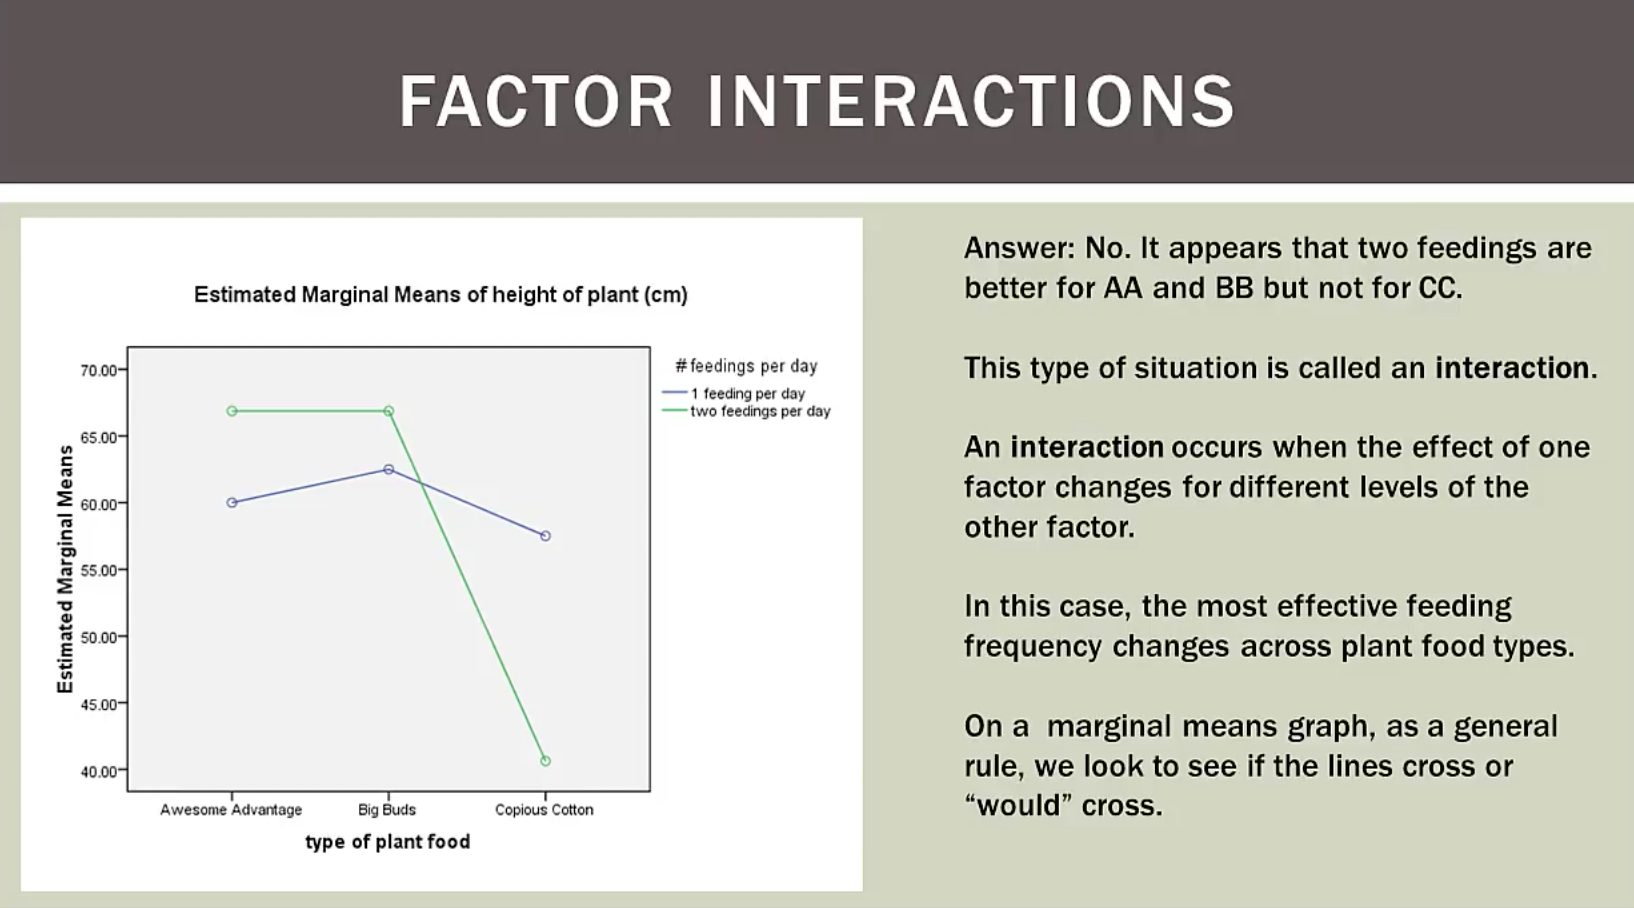 FACTOR INTERACTIONS
Estimated Marginal Means of height of plant (cm)
Estimated Marginal Means
70.00
65.00
60.00
55.00
50.00
45.00
40.00
# feedings per day
1 feeding per day
two feedings per day
Awesome Advantage
Big Buds
Copious Cotton
type of plant food
Answer: No. It appears that two feedings are
better for AA and BB but not for CC.
This type of situation is called an interaction.
An interaction occurs when the effect of one
factor changes for different levels of the
other factor.
In this case, the most effective feeding
frequency changes across plant food types.
On a marginal means graph, as a general
rule, we look to see if the lines cross or
“would” cross.